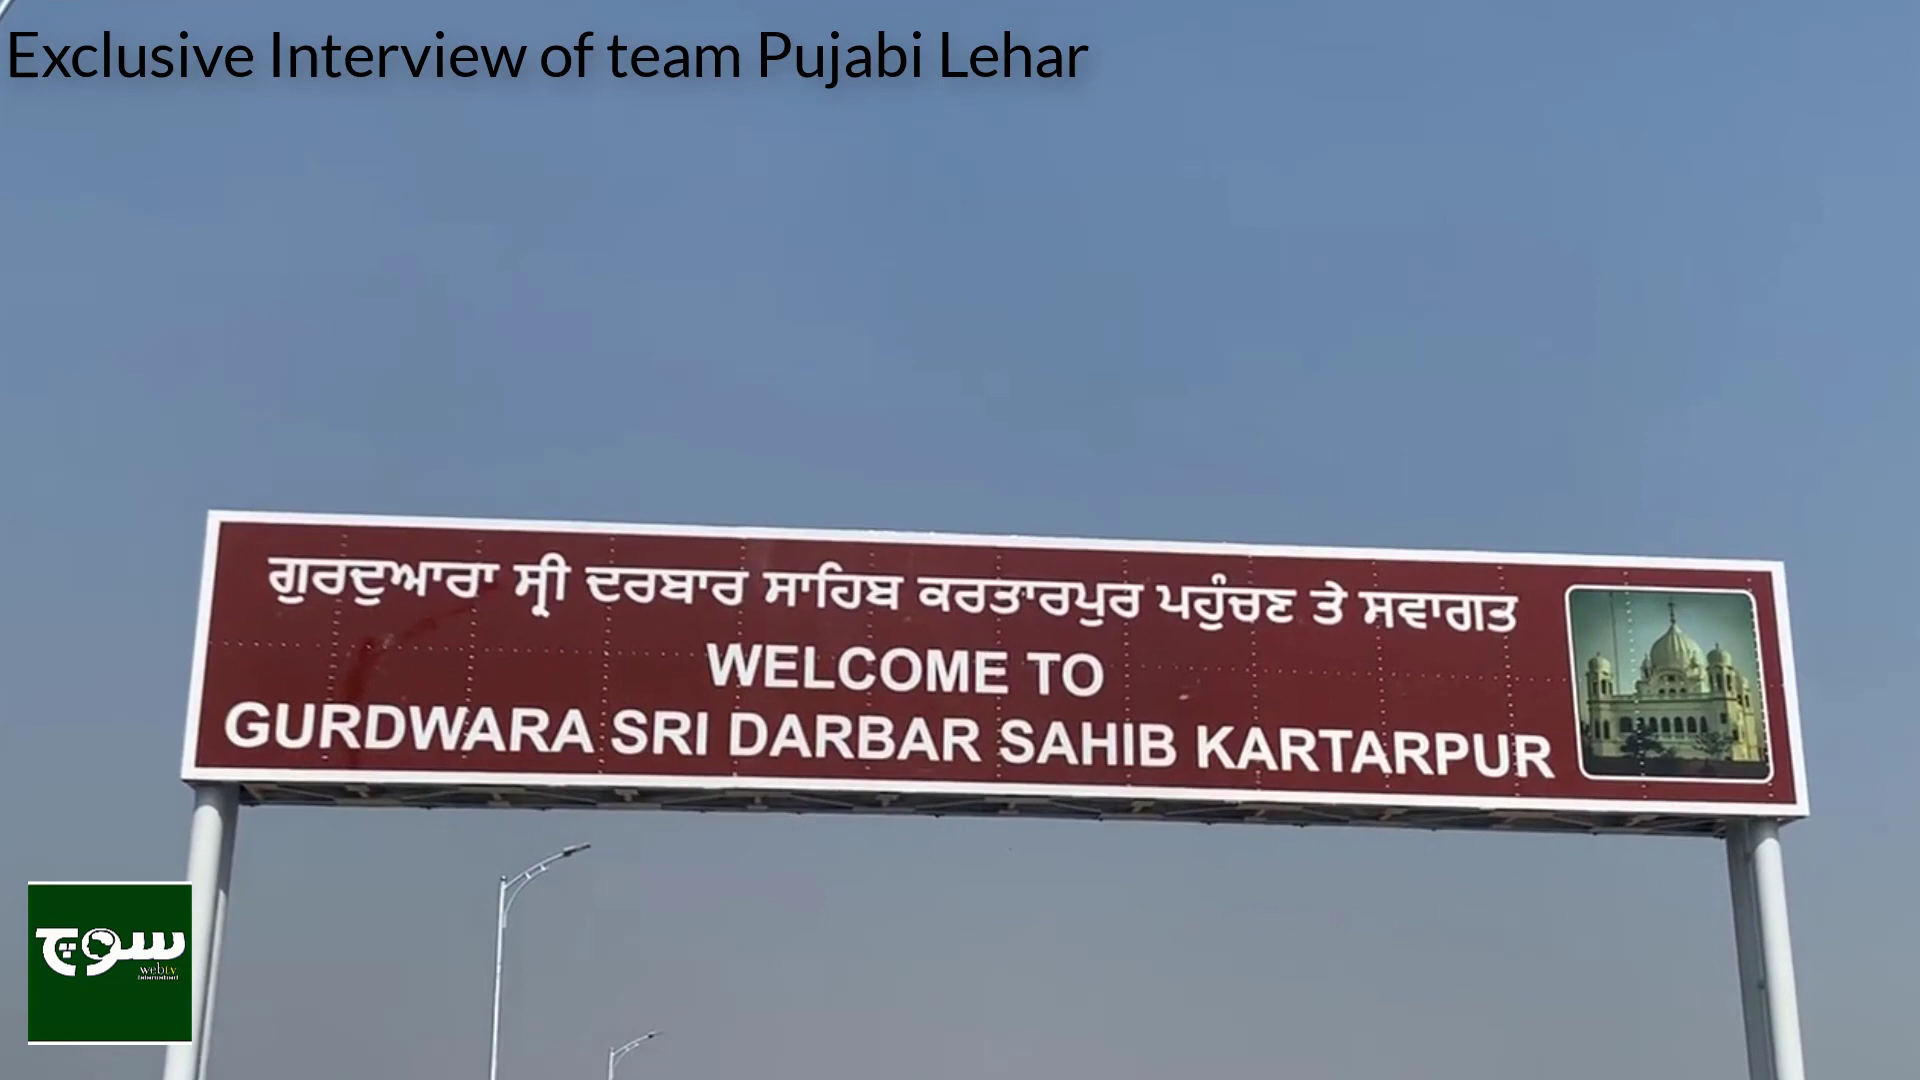 Exclusive Interview of team Pujabi Lehar
ਗੁਰਦੁਆਰਾ ਸ੍ਰੀ ਦਰਬਾਰ ਸਾਹਿਬ ਕਰਤਾਰਪੁਰ ਪਹੁੰਚਣ ਤੇ ਸਵਾਗਤ
WELCOME TO
GURDWARA SRI DARBAR SAHIB KARTARPUR
سوچ
webtv